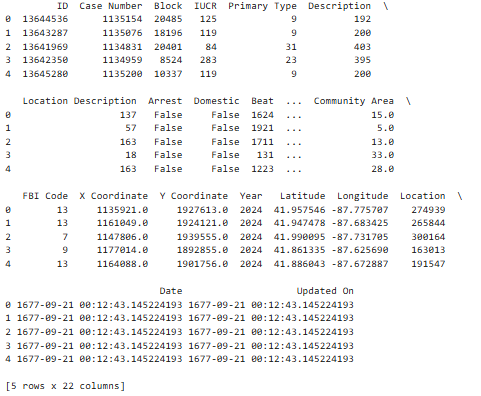 ID Case Number Block IUCR Primary Type Description \
0 13644536 1135154 20485 125 9 192
1 13643287 1135076 18196 119 9 200
2 13641969 1134831 20401 84 31 403
3 13642350 1134959 8524 283 23 395
4 13645280 1135200 10337 119 9 200
Location Description Arrest Domestic Beat ... Community Area \
0 137 False False 1624 ... 15.0
1 57 False False 1921 ... 5.0
2 163 False False 1711 ... 13.0
3 18 False False 131 ... 33.0
4 163 False False 1223 ... 28.0
FBI Code X Coordinate Y Coordinate Year Latitude Longitude Location \
0 13 1135921.0 1927613.0 2024 41.957546 -87.775707 274939
1 13 1161049.0 1924121.0 2024 41.947478 -87.683425 265844
2 7 1147806.0 1939555.0 2024 41.990095 -87.731705 300164
3 9 1177014.0 1892855.0 2024 41.861335 -87.625690 163013
4 13 1164088.0 1901756.0 2024 41.886043 -87.672887 191547
Date Updated On
0 1677-09-21 00:12:43.145224193 1677-09-21 00:12:43.145224193
1 1677-09-21 00:12:43.145224193 1677-09-21 00:12:43.145224193
2 1677-09-21 00:12:43.145224193 1677-09-21 00:12:43.145224193
3 1677-09-21 00:12:43.145224193 1677-09-21 00:12:43.145224193
4 1677-09-21 00:12:43.145224193 1677-09-21 00:12:43.145224193
[5 rows x 22 columns]